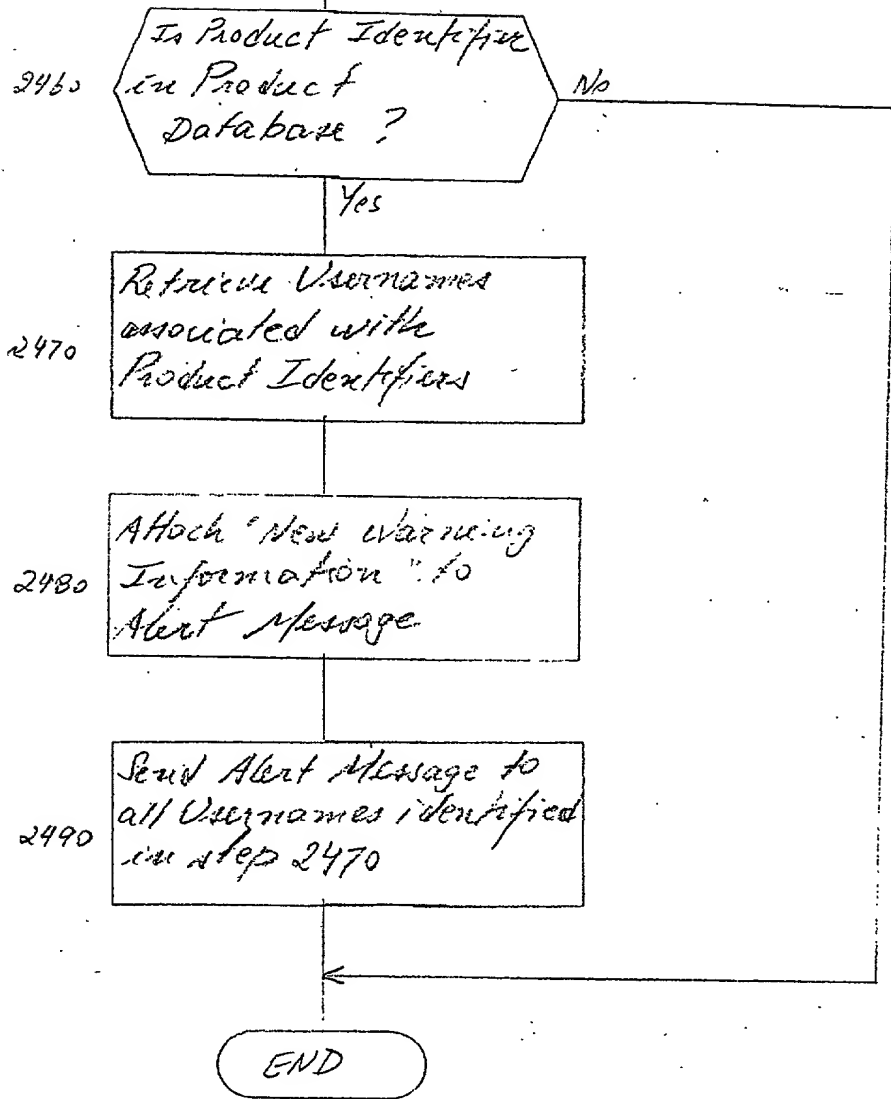 Is Product Identifier
2460
in Product
No
Database ?
Yes
Retrieve Usernames
associated with
2470
Product Identifiers
Attach "New Warning
2480
Information" to
Alert Message
Send Alert Message to
all Usernames identified
2490
in step 2470
END